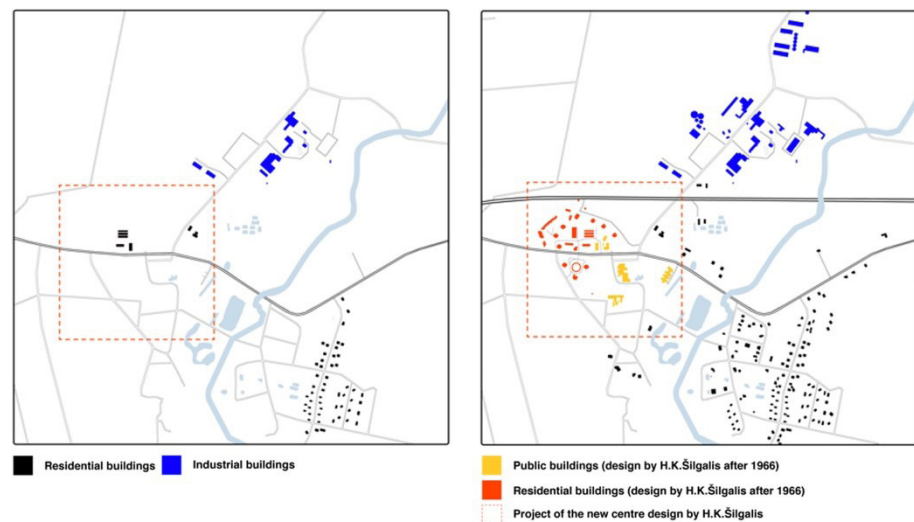 Residential buildings
Industrial buildings
Public buildings (design by H.K.Šilgalis after 1966)
Residential buildings (design by H.K.Šilgalis after 1966)
Project of the new centre design by H.K.Šilgalis